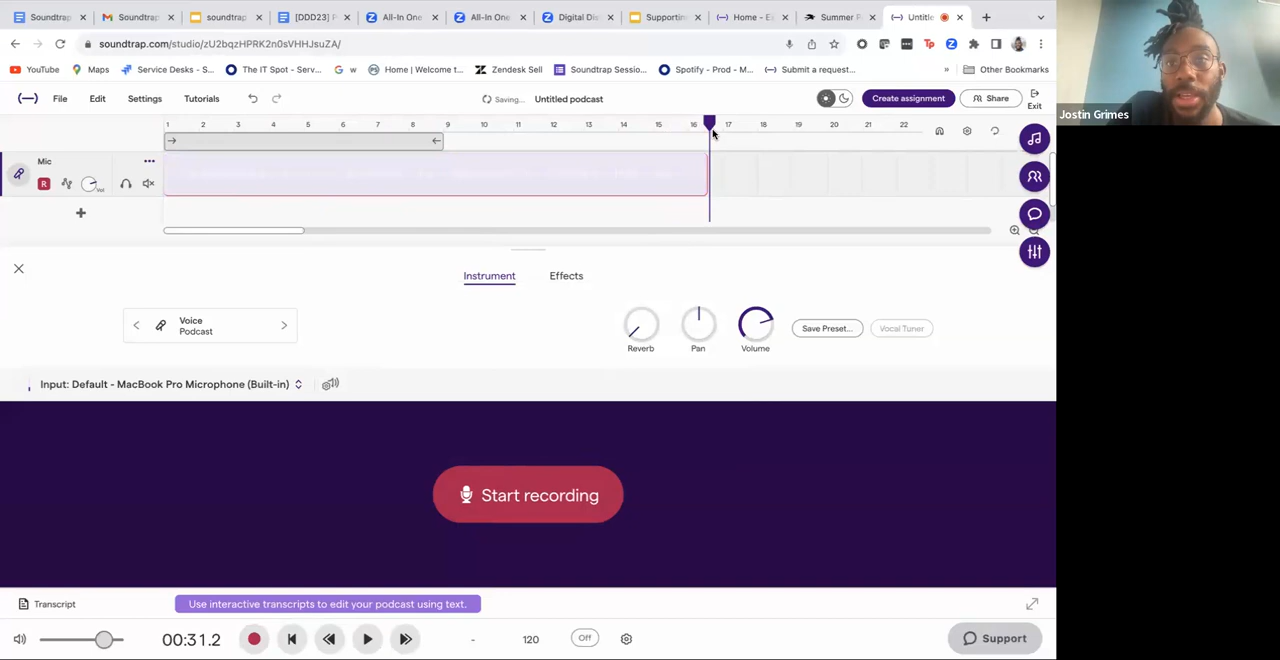 Soundtrap
Soundtrap
soundtrap
[DDD23]
All-In One
All-In One
Digital Dis
Supportin
Home - E
Summer
Untitle
soundtrap.com/studio/zU2bqzHPRK2n0sVHHJsuZA/
YouTube
Maps
Service Desks - S...
The IT Spot - Serv...
w
Home | Welcome t...
Zendesk Sell
Soundtrap Sessio...
Spotify - Prod - M...
Submit a request...
»
Other Bookmarks
File
Edit
Settings
Tutorials
Saving...
Untitled podcast
Create assignment
Share
Exit
1 2 3 4 5 6 7 8 9 10 11 12 13 14 15 16 17 18 19 20 21 22
Mic
R
Vol
Instrument
Effects
Voice
Podcast
Reverb
Pan
Volume
Save Preset...
Vocal Tuner
Input: Default - MacBook Pro Microphone (Built-in)
Start recording
Transcript
Use interactive transcripts to edit your podcast using text.
00:31.2
-
120
Off
Support
Jostin Grimes